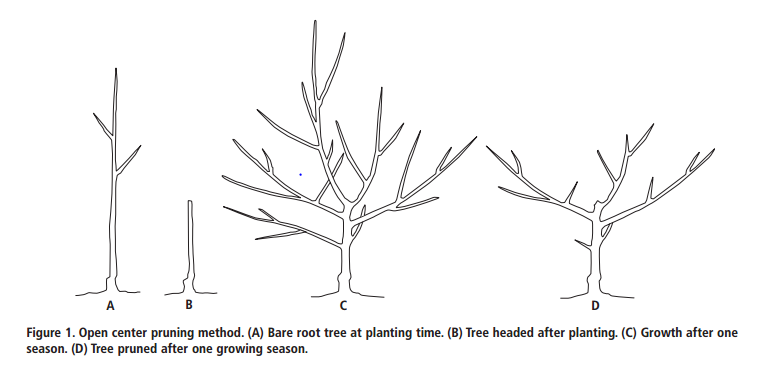 A
B
C
D
Figure 1. Open center pruning method. (A) Bare root tree at planting time. (B) Tree headed after planting. (C) Growth after one
season. (D) Tree pruned after one growing season.